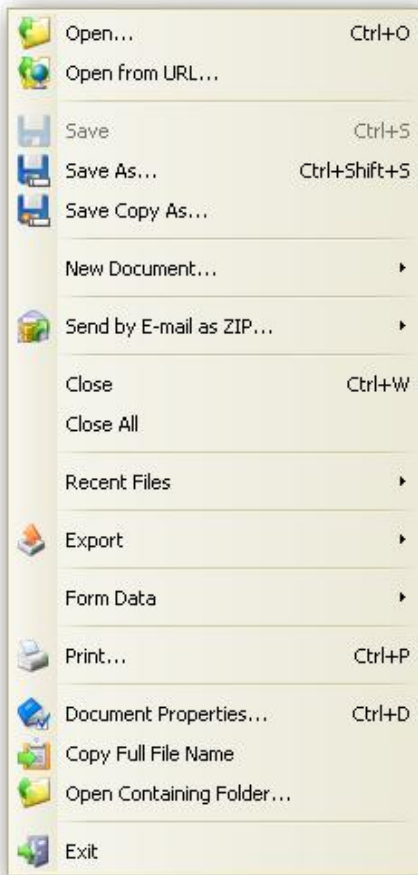 Open... Ctrl+O
Open from URL...
Save Ctrl+S
Save As... Ctrl+Shift+S
Save Copy As...
New Document...
Send by E-mail as ZIP...
Close Ctrl+W
Close All
Recent Files
Export
Form Data
Print... Ctrl+P
Document Properties... Ctrl+D
Copy Full File Name
Open Containing Folder...
Exit